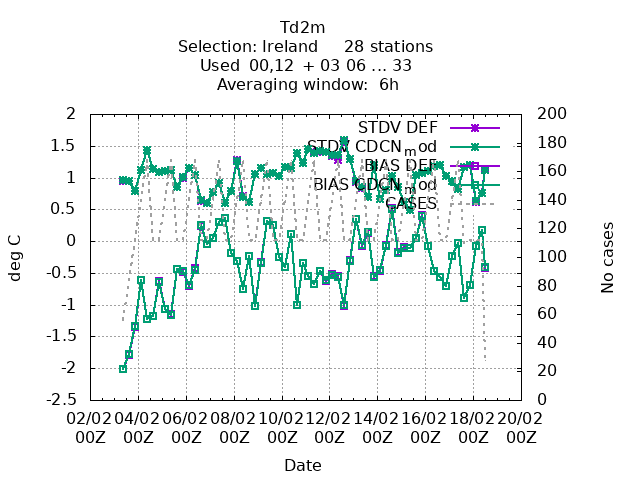 Td2m
Selection: Ireland 28 stations
Used 00,12 + 03 06 ... 33
Averaging window: 6h
2
1.5
1
0.5
0
-0.5
-1
-1.5
-2
-2.5
200
180
160
140
120
100
80
60
40
20
0
STDV DEF
STDV CDCN_mod
BIAS DEF
BIAS CDCN_mod
CASES
deg C
No cases
02/02 04/02 06/02 08/02 10/02 12/02 14/02 16/02 18/02 20/02
00Z 00Z 00Z 00Z 00Z 00Z 00Z 00Z 00Z 00Z
Date